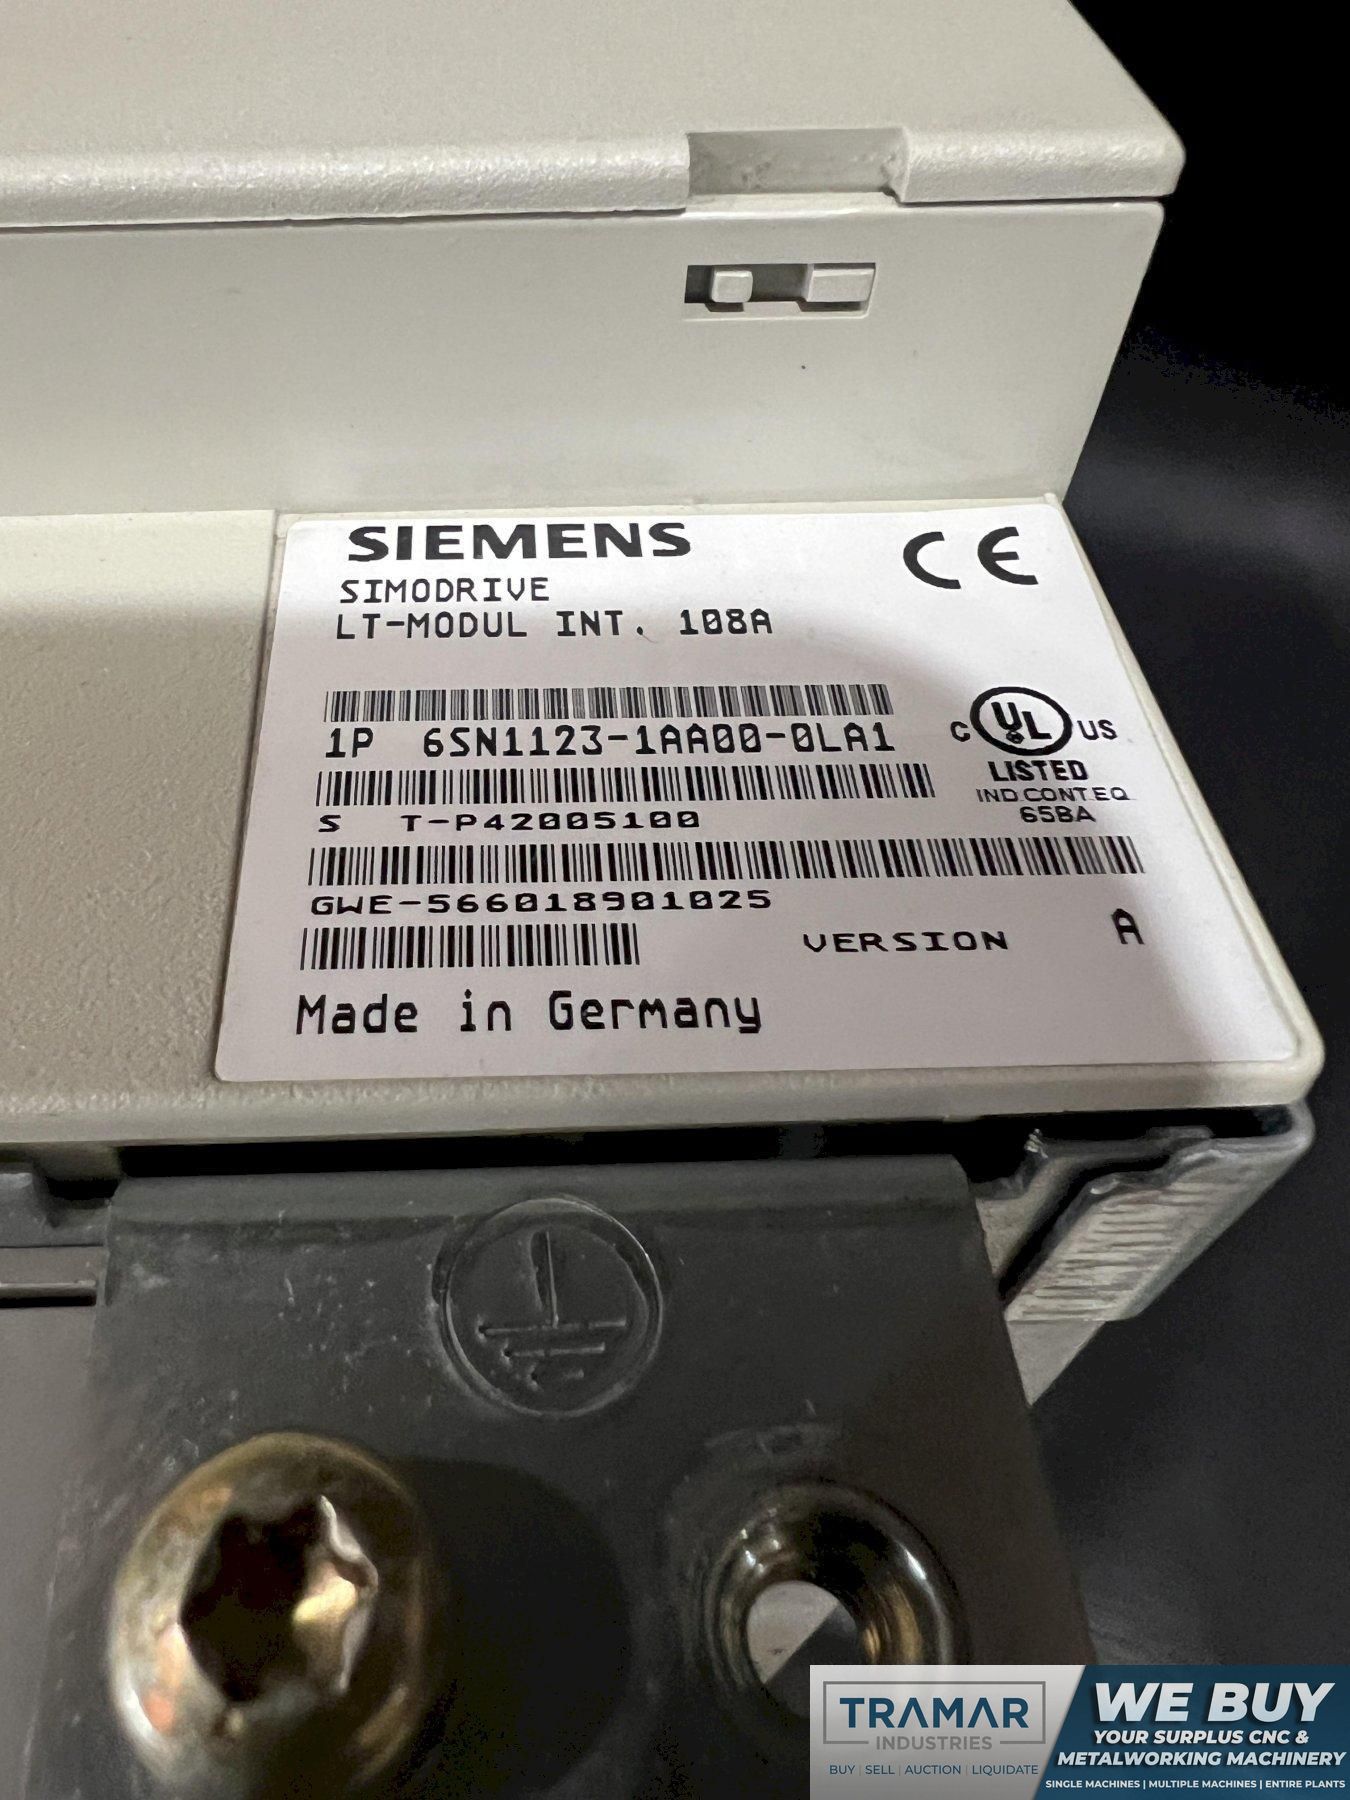 SIEMENS
CE
SIMODRIVE
LT-MODUL INT. 108A
1P 6SN1123-1AA00-0LA1
C UL US
LISTED
IND.CONT.EQ
65BA
S T-P42005100
GWE-566018901025
VERSION A
Made in Germany
TRAMAR
INDUSTRIES
BUY | SELL | AUCTION | LIQUIDATE
WE BUY
YOUR SURPLUS CNC &
METALWORKING MACHINERY
SINGLE MACHINES | MULTIPLE MACHINES | ENTIRE PLANTS